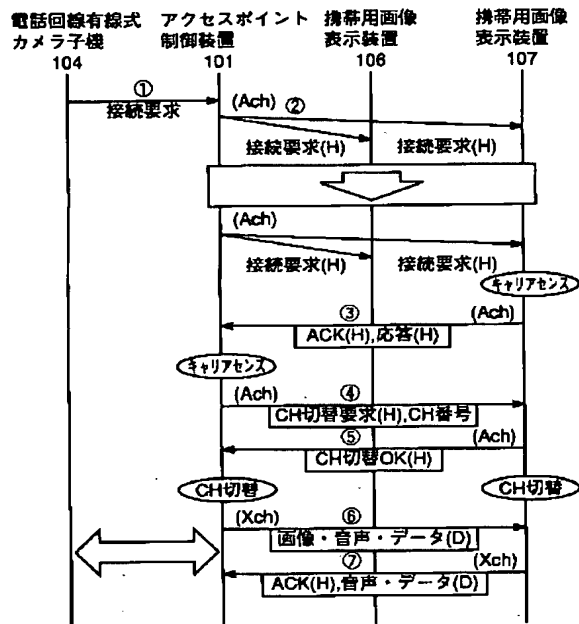 電話回線有線式 アクセスポイント 携帯用画像 携帯用画像
カメラ子機 制御装置 表示装置 表示装置
104 101 106 107
① (Ach) ②
接続要求
接続要求(H) 接続要求(H)
(Ach)
接続要求(H) 接続要求(H)
キャリアセンス
③ (Ach)
ACK(H),応答(H)
キャリアセンス
(Ach) ④
CH切替要求(H),CH番号
⑤ (Ach)
CH切替OK(H)
CH切替 CH切替
(Xch) ⑥
画像・音声・データ(D)
⑦ (Xch)
ACK(H),音声・データ(D)